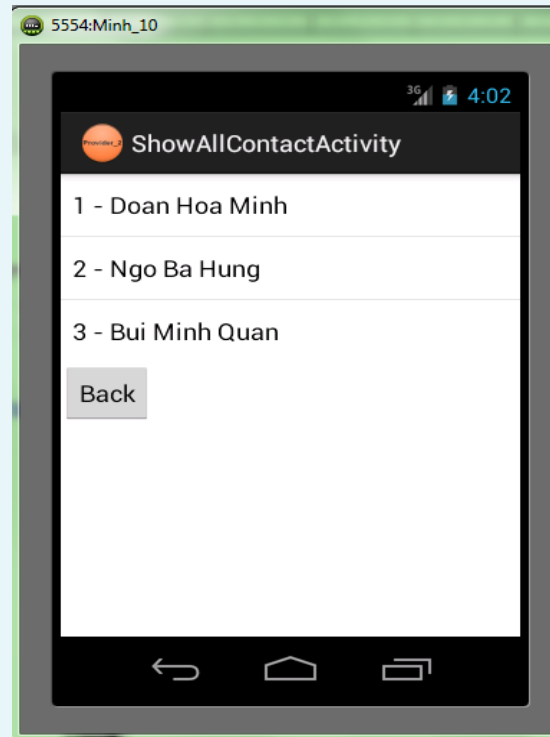 5554:Minh_10
3G 4:02
Provider_2 ShowAllContactActivity
1 - Doan Hoa Minh
2 - Ngo Ba Hung
3 - Bui Minh Quan
Back